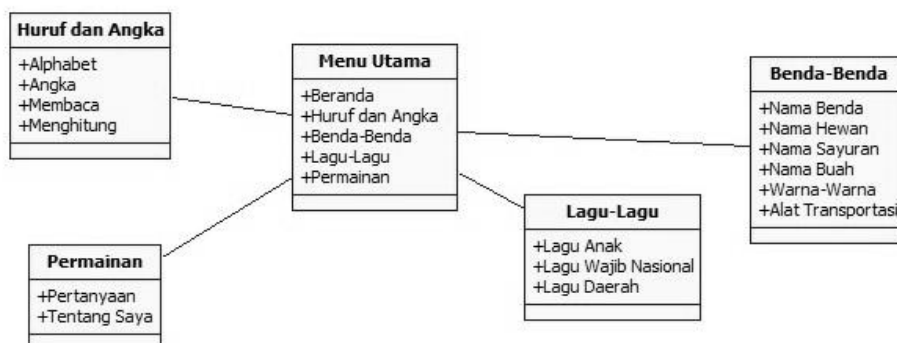 Huruf dan Angka
+Alphabet
+Angka
+Membaca
+Menghitung
Menu Utama
+Beranda
+Huruf dan Angka
+Benda-Benda
+Lagu-Lagu
+Permainan
Benda-Benda
+Nama Benda
+Nama Hewan
+Nama Sayuran
+Nama Buah
+Warna-Warna
+Alat Transportasi
Lagu-Lagu
+Lagu Anak
+Lagu Wajib Nasional
+Lagu Daerah
Permainan
+Pertanyaan
+Tentang Saya